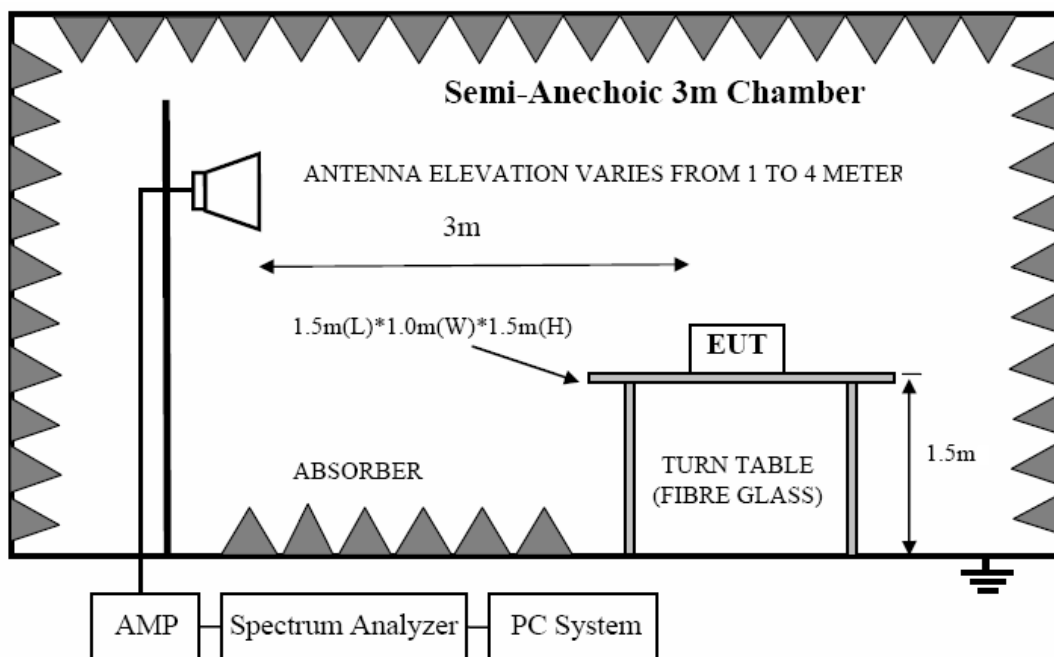 Semi-Anechoic 3m Chamber
ANTENNA ELEVATION VARIES FROM 1 TO 4 METER
3m
1.5m(L)*1.0m(W)*1.5m(H)
EUT
1.5m
ABSORBER
TURN TABLE
(FIBRE GLASS)
AMP
Spectrum Analyzer
PC System